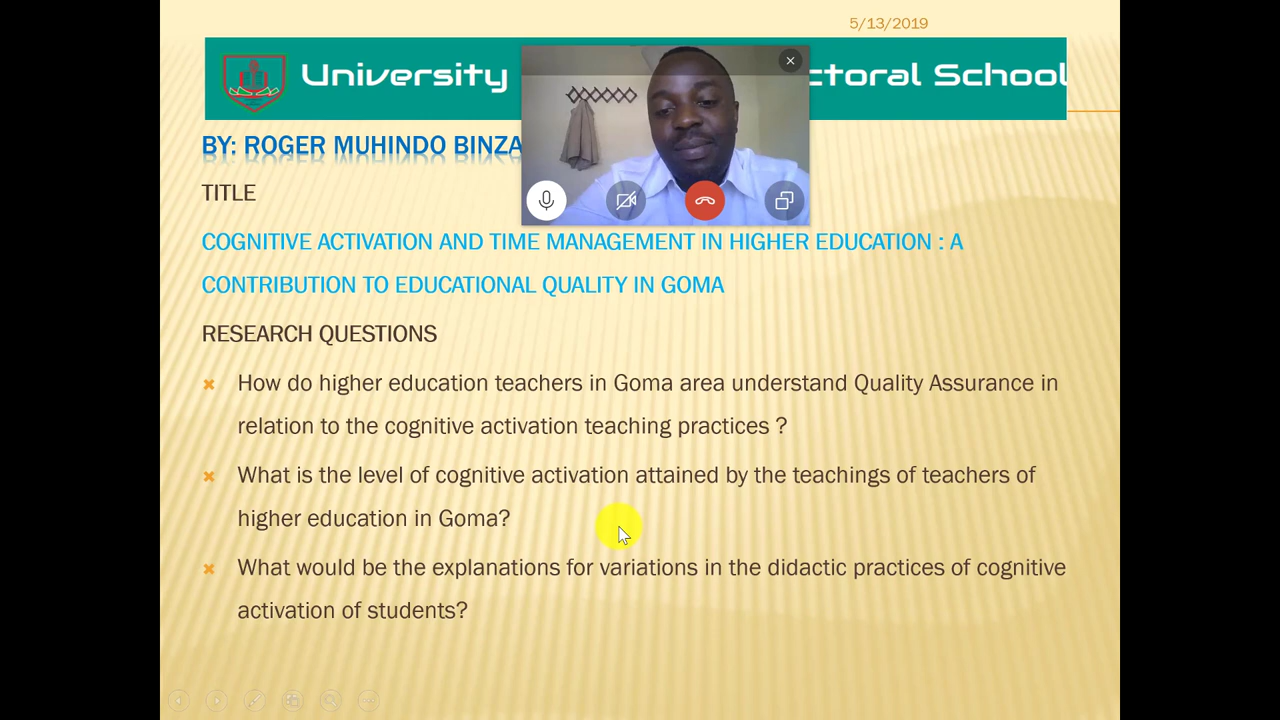 5/13/2019
University ctoral School
BY: ROGER MUHINDO BINZA
TITLE
COGNITIVE ACTIVATION AND TIME MANAGEMENT IN HIGHER EDUCATION : A
CONTRIBUTION TO EDUCATIONAL QUALITY IN GOMA
RESEARCH QUESTIONS
How do higher education teachers in Goma area understand Quality Assurance in
relation to the cognitive activation teaching practices ?
What is the level of cognitive activation attained by the teachings of teachers of
higher education in Goma?
What would be the explanations for variations in the didactic practices of cognitive
activation of students?